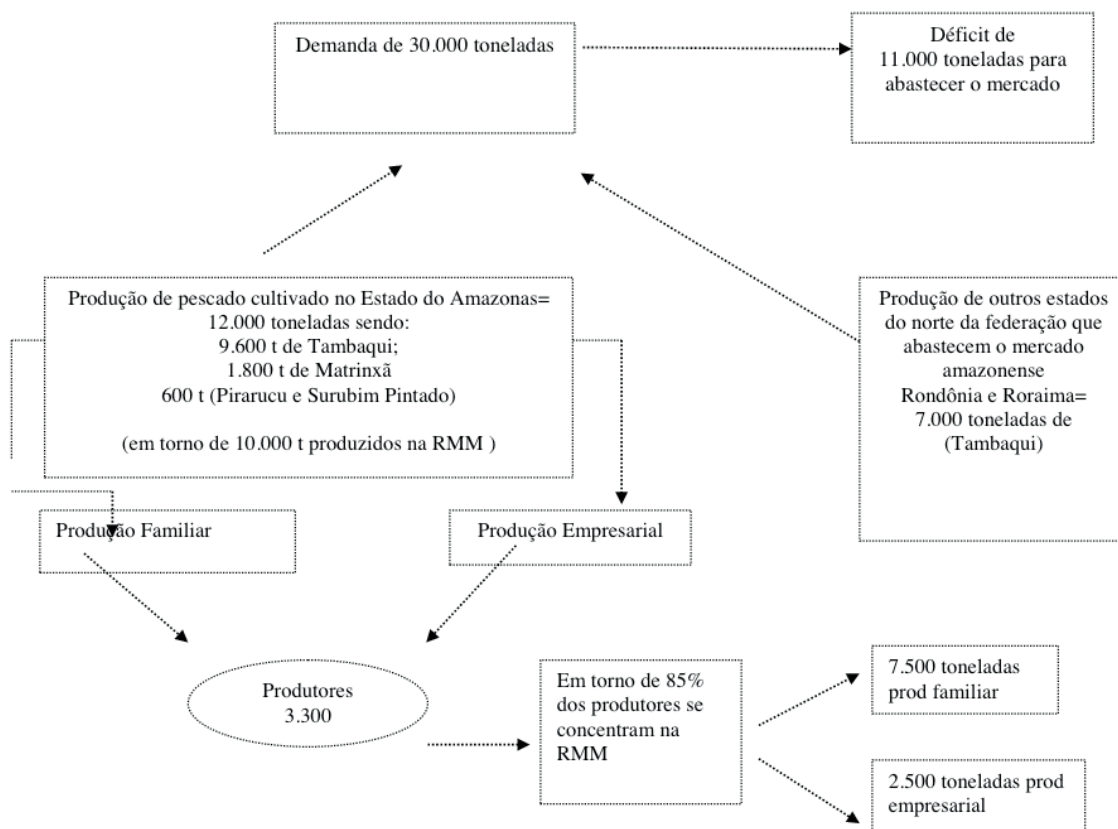 Demanda de 30.000 toneladas
Déficit de
11.000 toneladas para
abastecer o mercado
Produção de pescado cultivado no Estado do Amazonas=
12.000 toneladas sendo:
9.600 t de Tambaqui;
1.800 t de Matrinxã
600 t (Pirarucu e Surubim Pintado)
(em torno de 10.000 t produzidos na RMM )
Produção de outros estados
do norte da federação que
abastecem o mercado
amazonense
Rondônia e Roraima=
7.000 toneladas de
(Tambaqui)
Produção Familiar
Produção Empresarial
Produtores
3.300
Em torno de 85%
dos produtores se
concentram na
RMM
7.500 toneladas
prod familiar
2.500 toneladas prod
empresarial